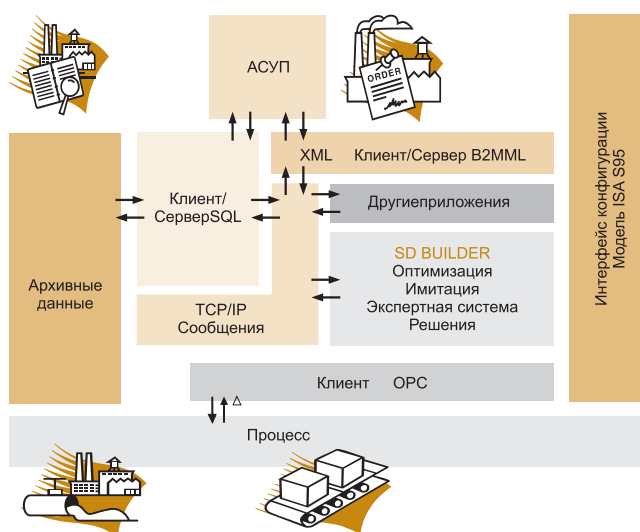 АСУП
ORDER
XML Клиент/Сервер B2MML
Клиент/
СерверSQL
Другиеприложения
SD BUILDER
Оптимизация
Имитация
Экспертная система
Решения
Архивные
данные
TCP/IP
Сообщения
Клиент OPC
Процесс
Интерфейс конфигурации
Модель ISA S95